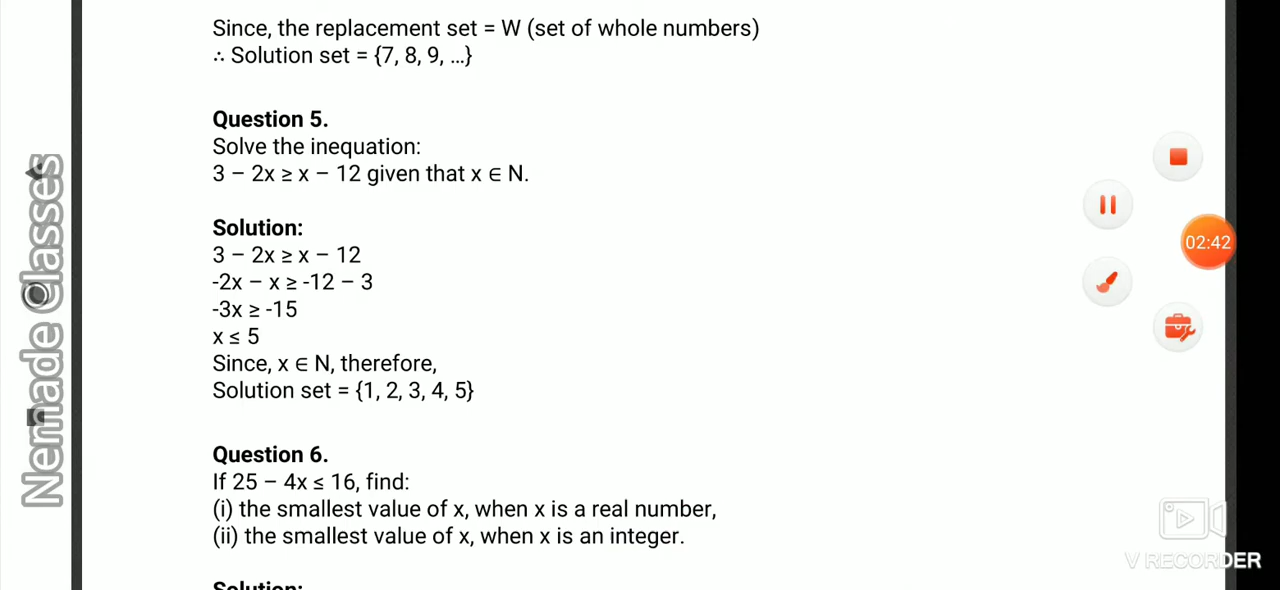 Since, the replacement set = W (set of whole numbers)
∴ Solution set = {7, 8, 9, ...}
Question 5.
Solve the inequation:
3 – 2x ≥ x – 12 given that x ∈ N.
Solution:
3 – 2x ≥ x – 12
-2x – x ≥ -12 – 3
-3x ≥ -15
x ≤ 5
Since, x ∈ N, therefore,
Solution set = {1, 2, 3, 4, 5}
Question 6.
If 25 – 4x ≤ 16, find:
(i) the smallest value of x, when x is a real number,
(ii) the smallest value of x, when x is an integer.
Solution:
Nemade Classes
02:42
V RECORDER